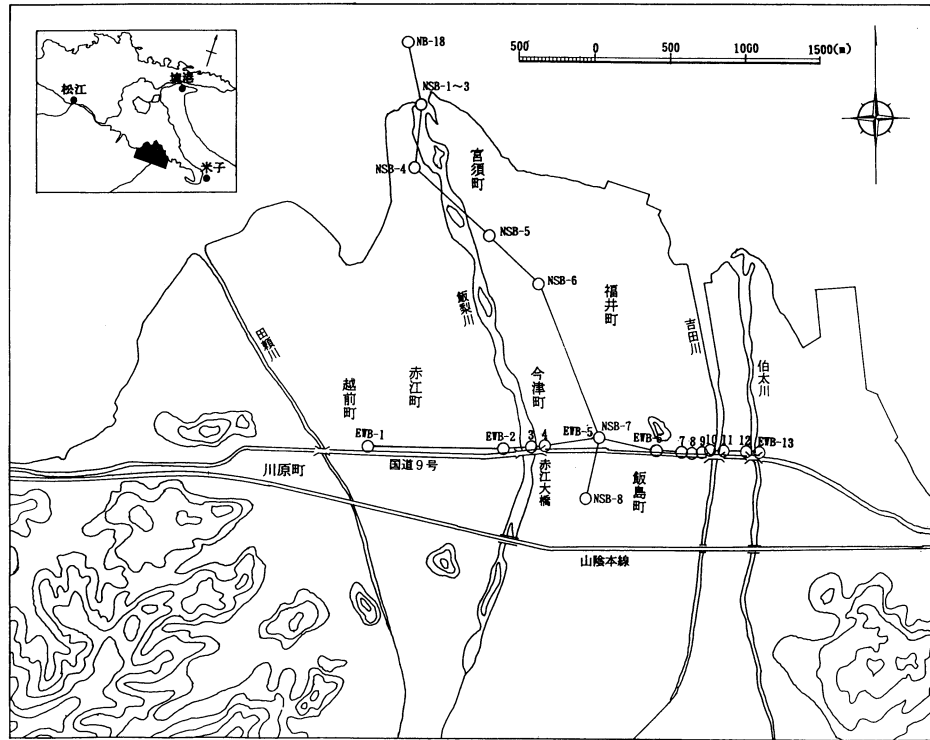 NB-18
500 0 500 1000 1500(m)
境港
松江
米子
NSB-1～3
宮須町
NSB-4
NSB-5
NSB-6
福井町
飯梨川
吉田川
田頼川
伯太川
赤江町
今津町
越前町
NSB-7
EWB-1
EWB-2
3
4
EWB-5
EWB-6
7
8
9
10
11
12
EWB-13
川原町
国道9号
赤江大橋
飯島町
NSB-8
山陰本線